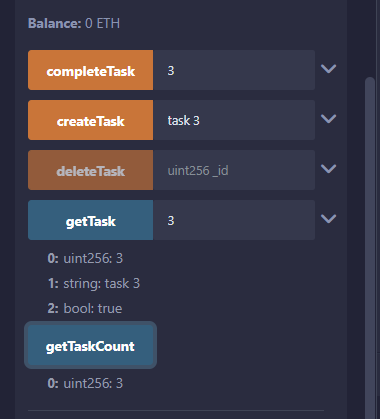 Balance: 0 ETH
completeTask 3
createTask task 3
deleteTask uint256 _id
getTask 3
0: uint256: 3
1: string: task 3
2: bool: true
getTaskCount
0: uint256: 3